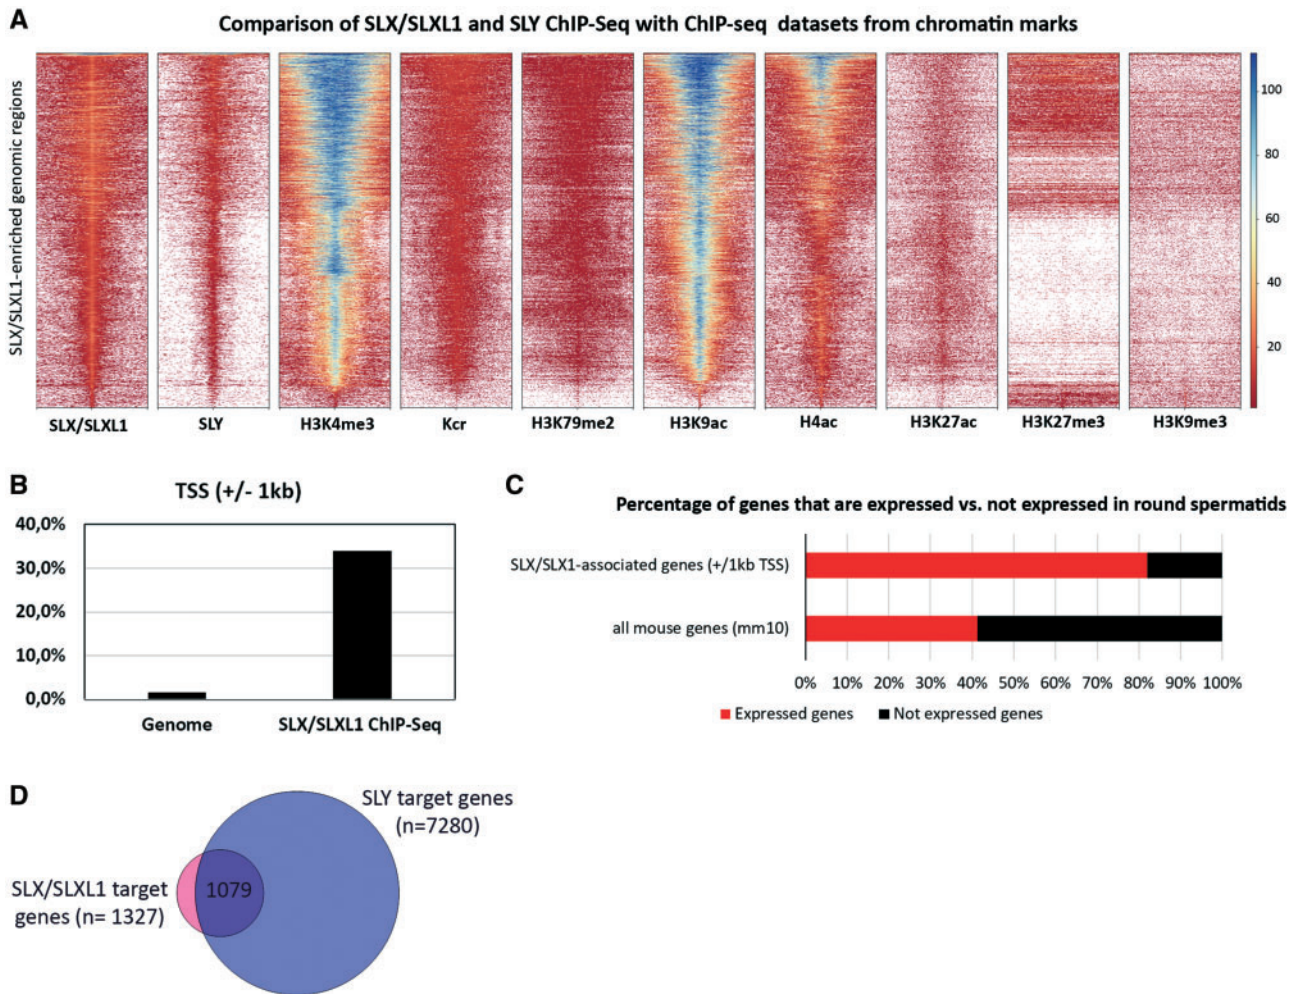 A
Comparison of SLX/SLXL1 and SLY ChIP-Seq with ChIP-seq datasets from chromatin marks
SLX/SLXL1-enriched genomic regions
100
80
60
40
20
SLX/SLXL1
SLY
H3K4me3
Kcr
H3K79me2
H3K9ac
H4ac
H3K27ac
H3K27me3
H3K9me3
B
TSS (+/- 1kb)
40,0%
30,0%
20,0%
10,0%
0,0%
Genome
SLX/SLXL1 ChIP-Seq
C
Percentage of genes that are expressed vs. not expressed in round spermatids
SLX/SLX1-associated genes (+/1kb TSS)
all mouse genes (mm10)
0% 10% 20% 30% 40% 50% 60% 70% 80% 90% 100%
Expressed genes
Not expressed genes
D
SLY target genes
(n=7280)
1079
SLX/SLXL1 target
genes (n= 1327)